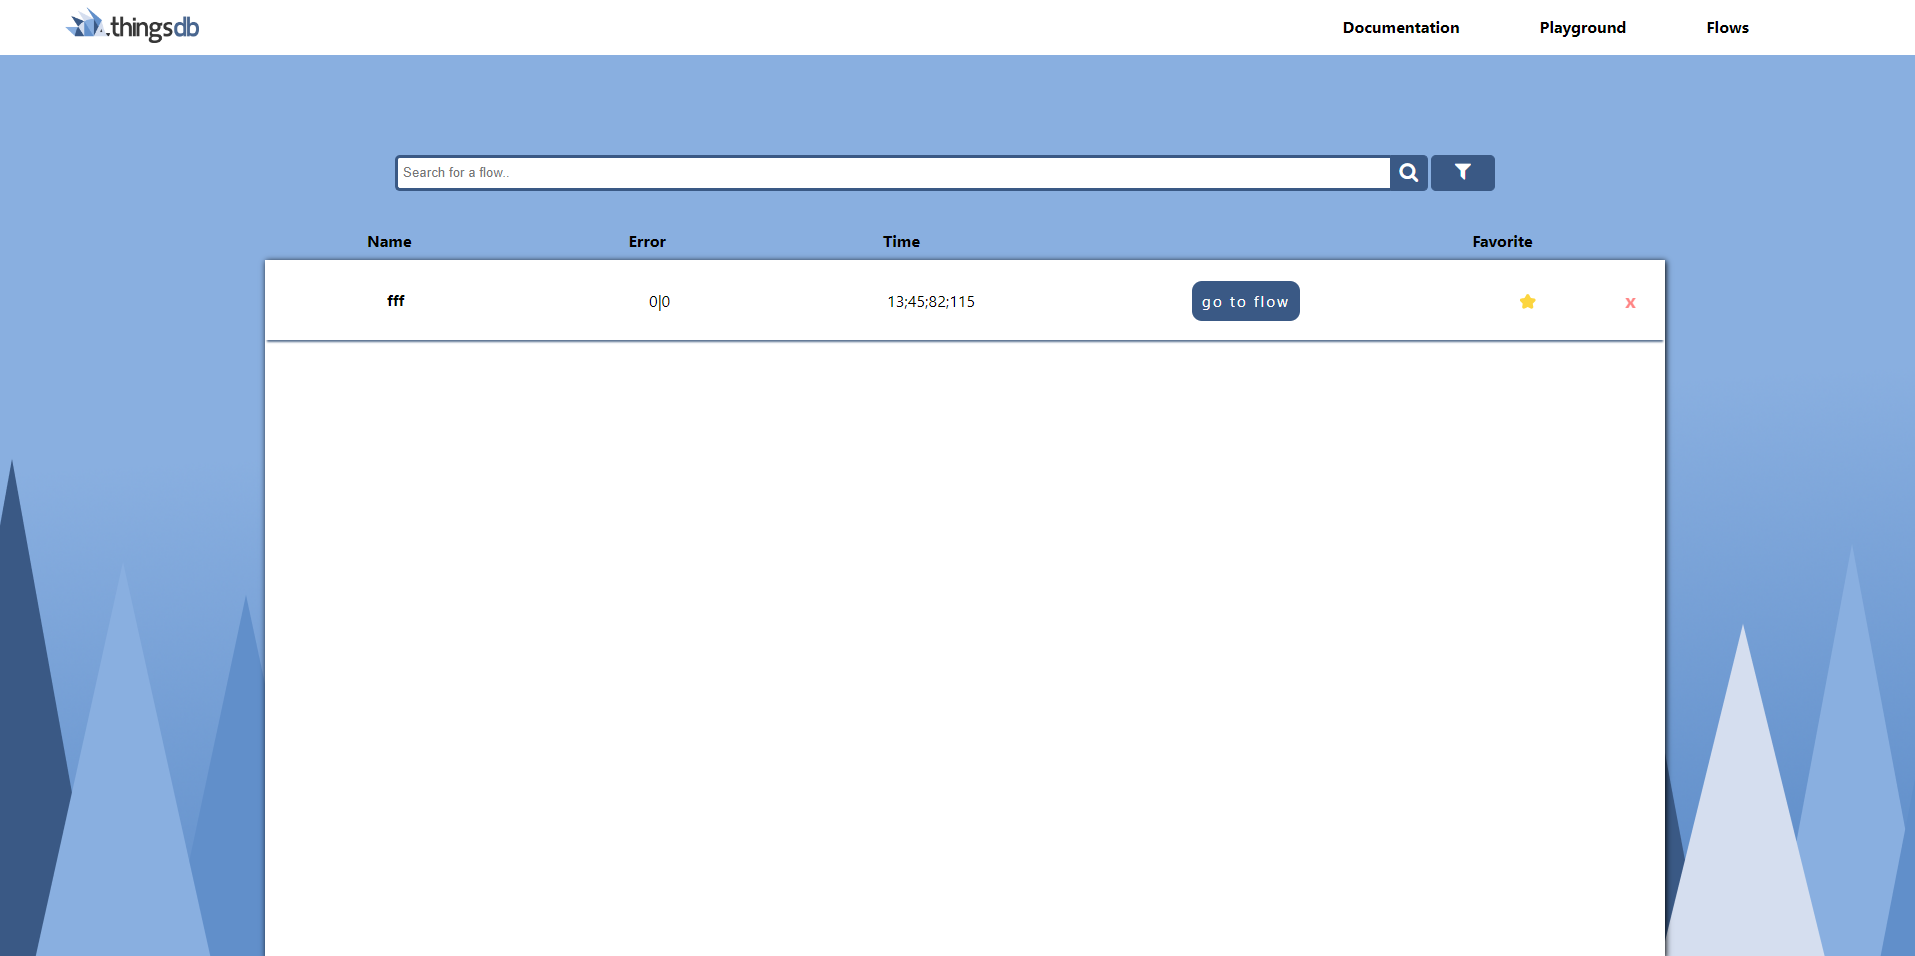 .thingsdb
Documentation Playground Flows
Search for a flow..
Name Error Time Favorite
fff 0|0 13;45;82;115 go to flow x